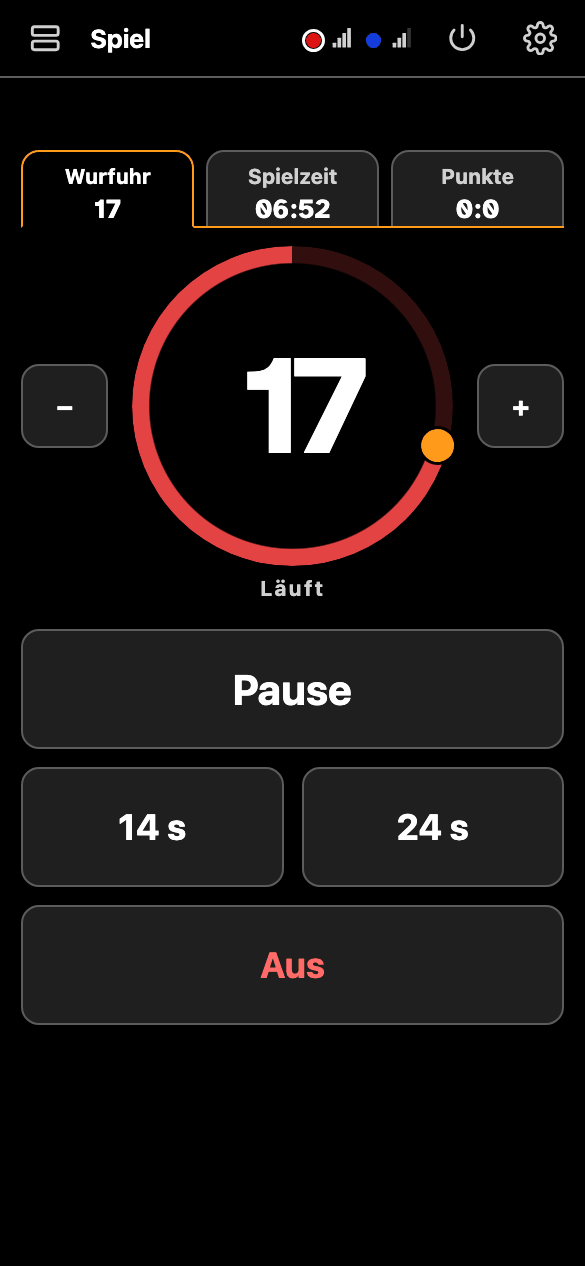 Spiel
Wurfuhr
17
Spielzeit
06:52
Punkte
0:0
−
17
+
Läuft
Pause
14 s
24 s
Aus